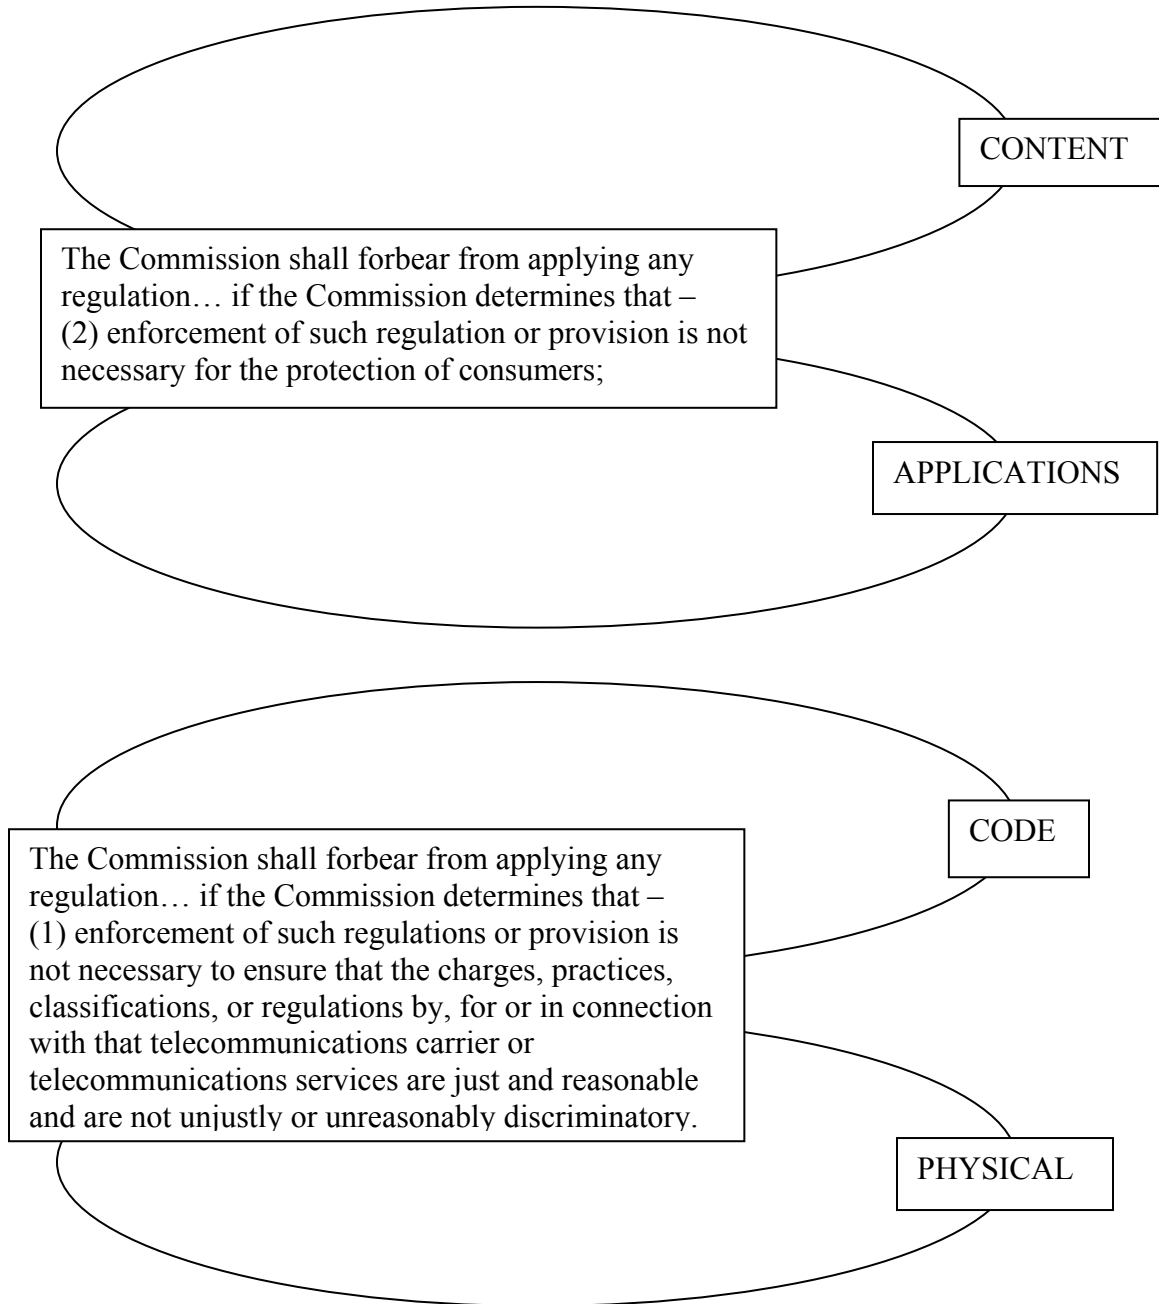 CONTENT
The Commission shall forbear from applying any
regulation… if the Commission determines that –
(2) enforcement of such regulation or provision is not
necessary for the protection of consumers;
APPLICATIONS
CODE
The Commission shall forbear from applying any
regulation… if the Commission determines that –
(1) enforcement of such regulations or provision is
not necessary to ensure that the charges, practices,
classifications, or regulations by, for or in connection
with that telecommunications carrier or
telecommunications services are just and reasonable
and are not unjustly or unreasonably discriminatory.
PHYSICAL